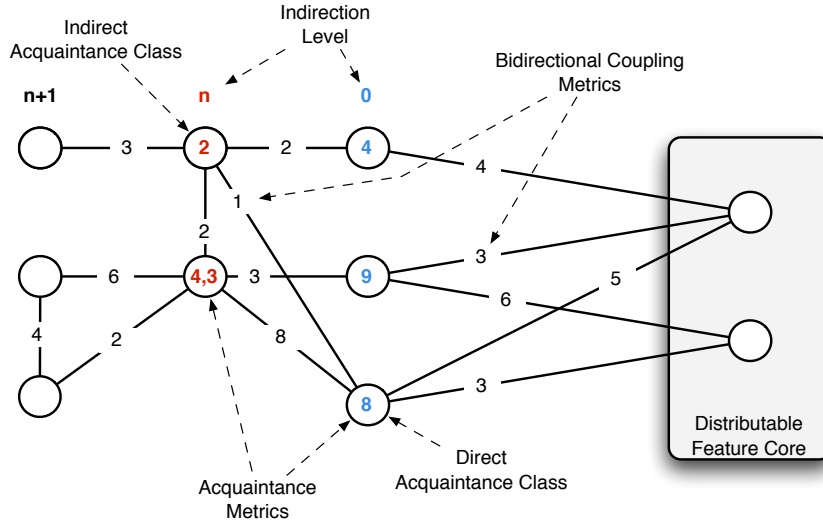 Indirect
Acquaintance Class
Indirection
Level
Bidirectional Coupling
Metrics
n+1
n
0
3
2
2
4
4
1
2
6
4,3
3
9
3
5
6
4
2
8
8
3
Distributable
Feature Core
Acquaintance
Metrics
Direct
Acquaintance Class